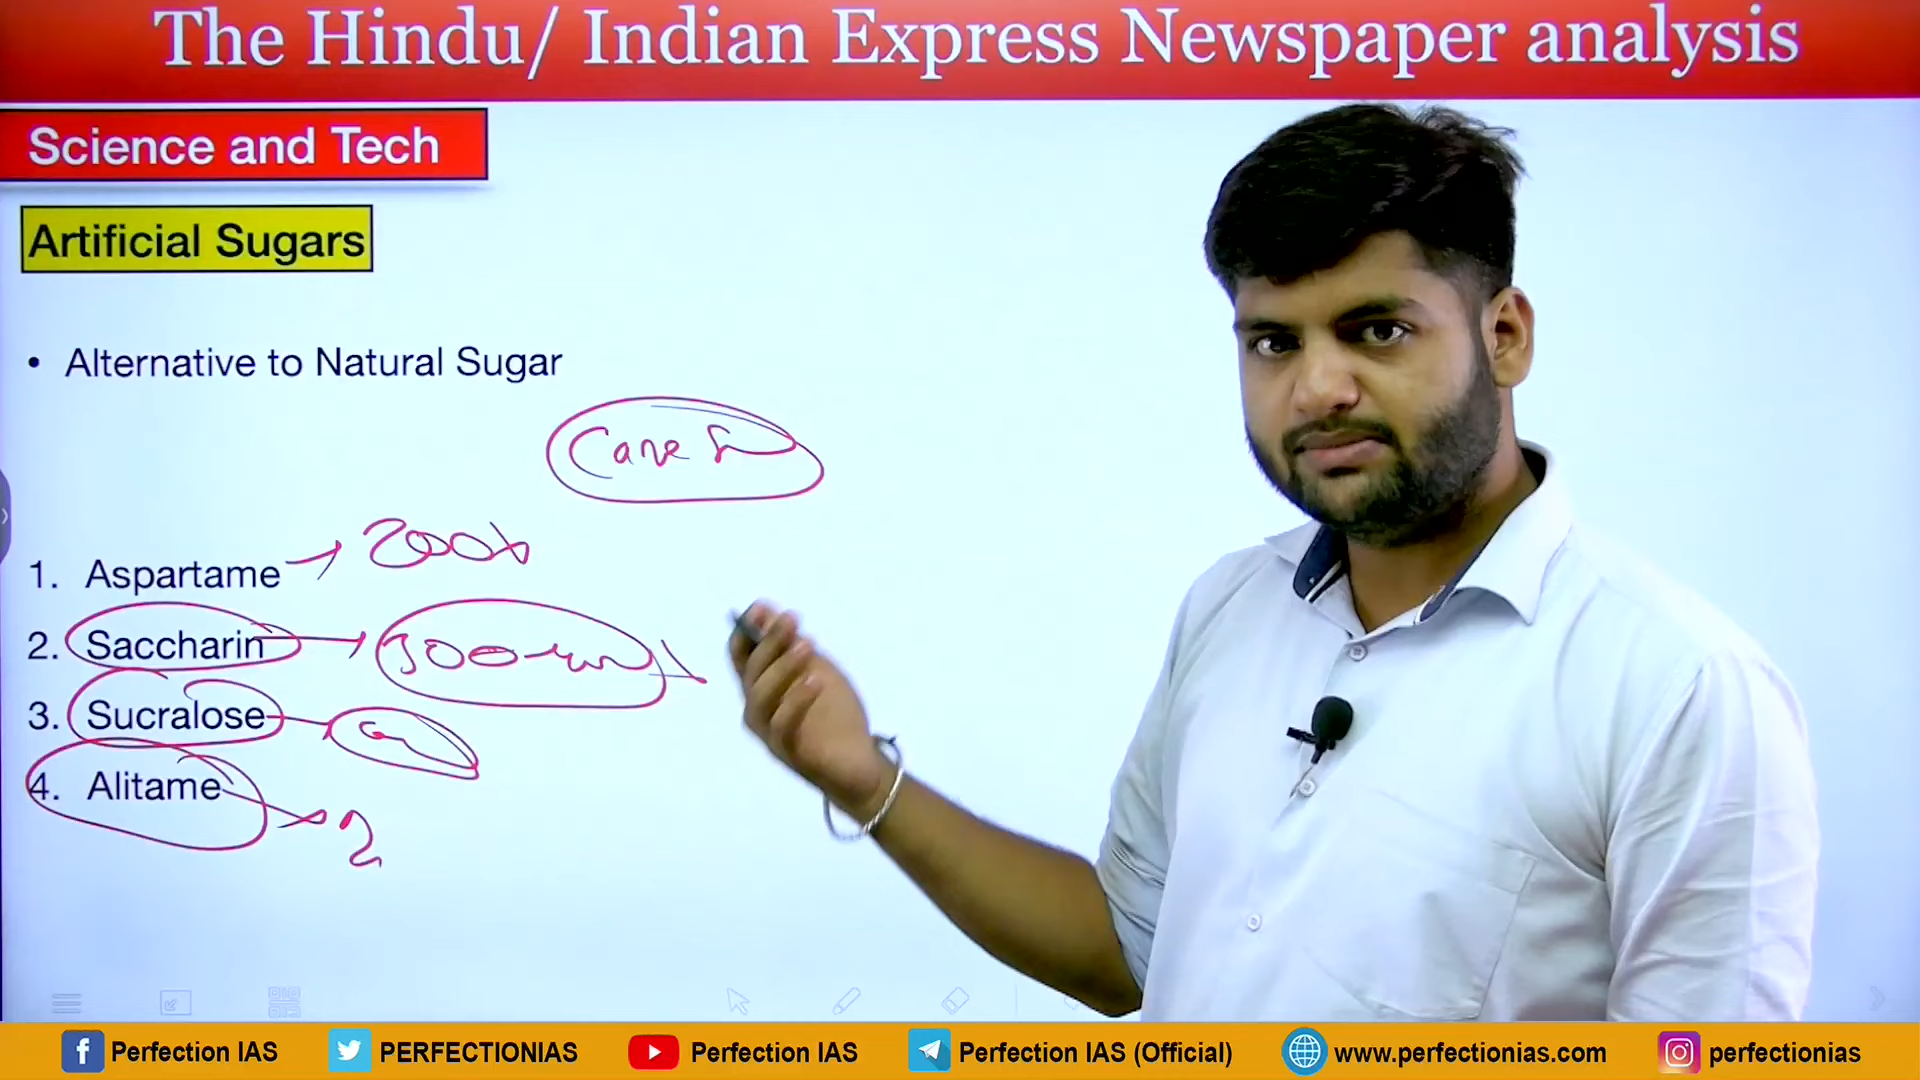 The Hindu/ Indian Express Newspaper analysis
Science and Tech
Artificial Sugars
• Alternative to Natural Sugar
Cane
1. Aspartame → 200
2. Saccharin → 300
3. Sucralose
4. Alitame → 2
Perfection IAS PERFECTIONIAS Perfection IAS Perfection IAS (Official) www.perfectionias.com perfectionias